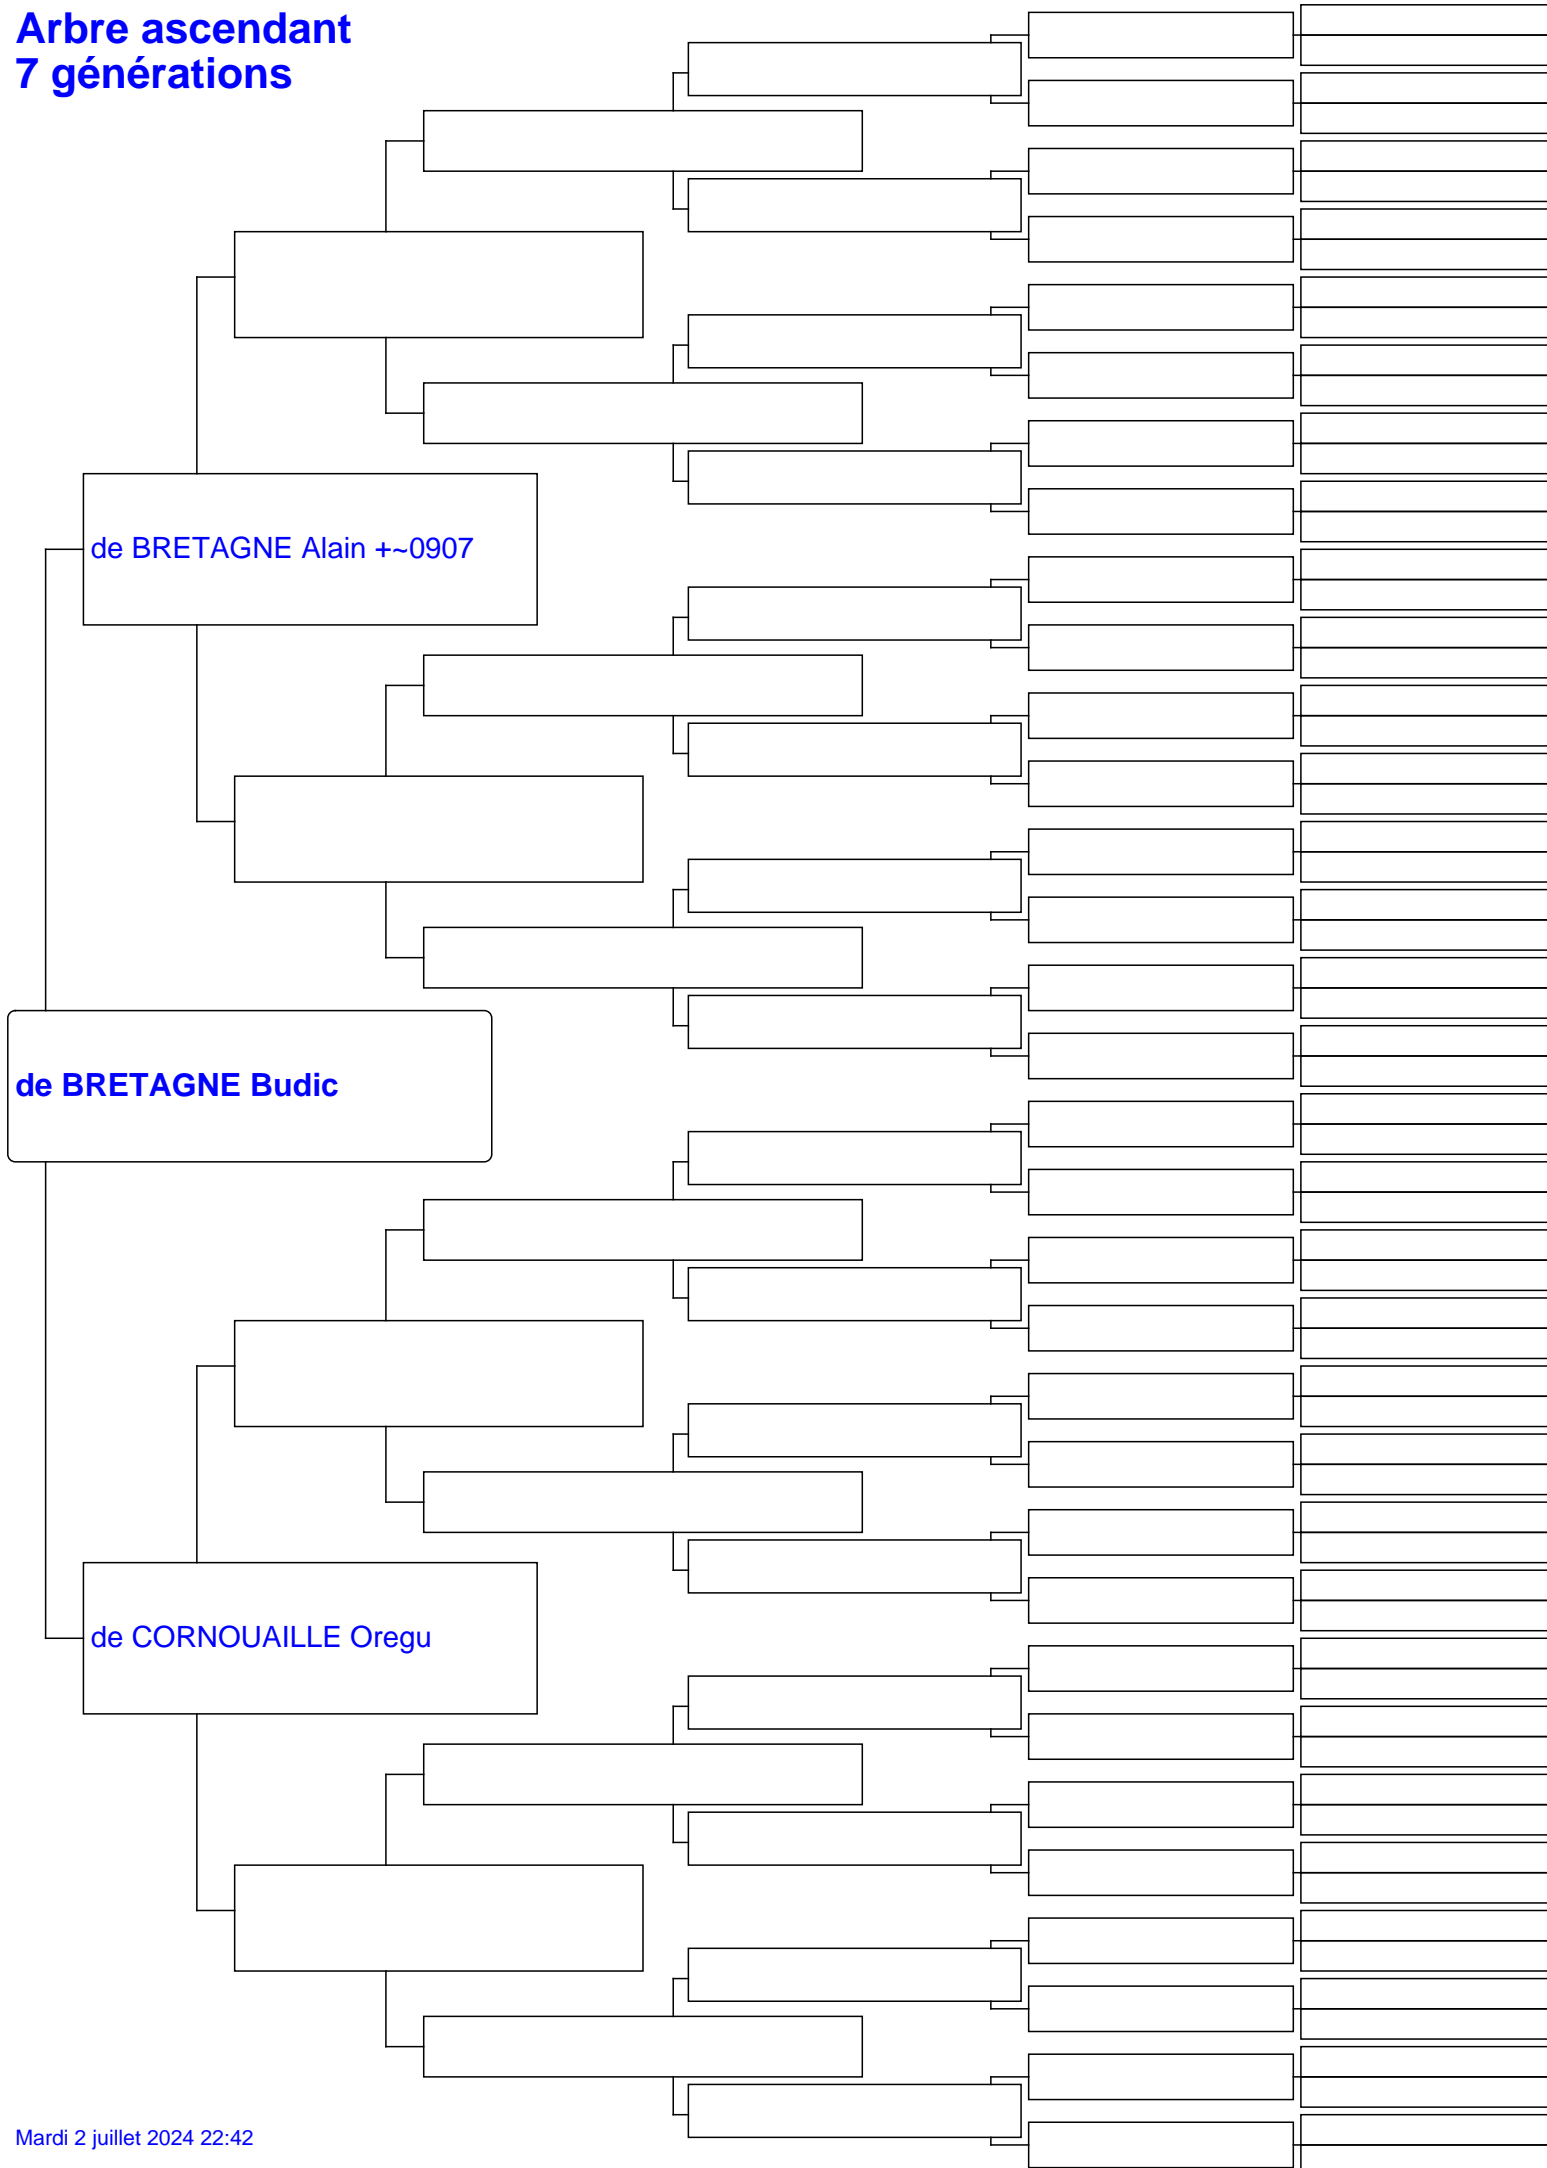 Arbre ascendant
7 générations
de BRETAGNE Alain +~0907
de BRETAGNE Budic
de CORNOUAILLE Oregu
Mardi 2 juillet 2024 22:42